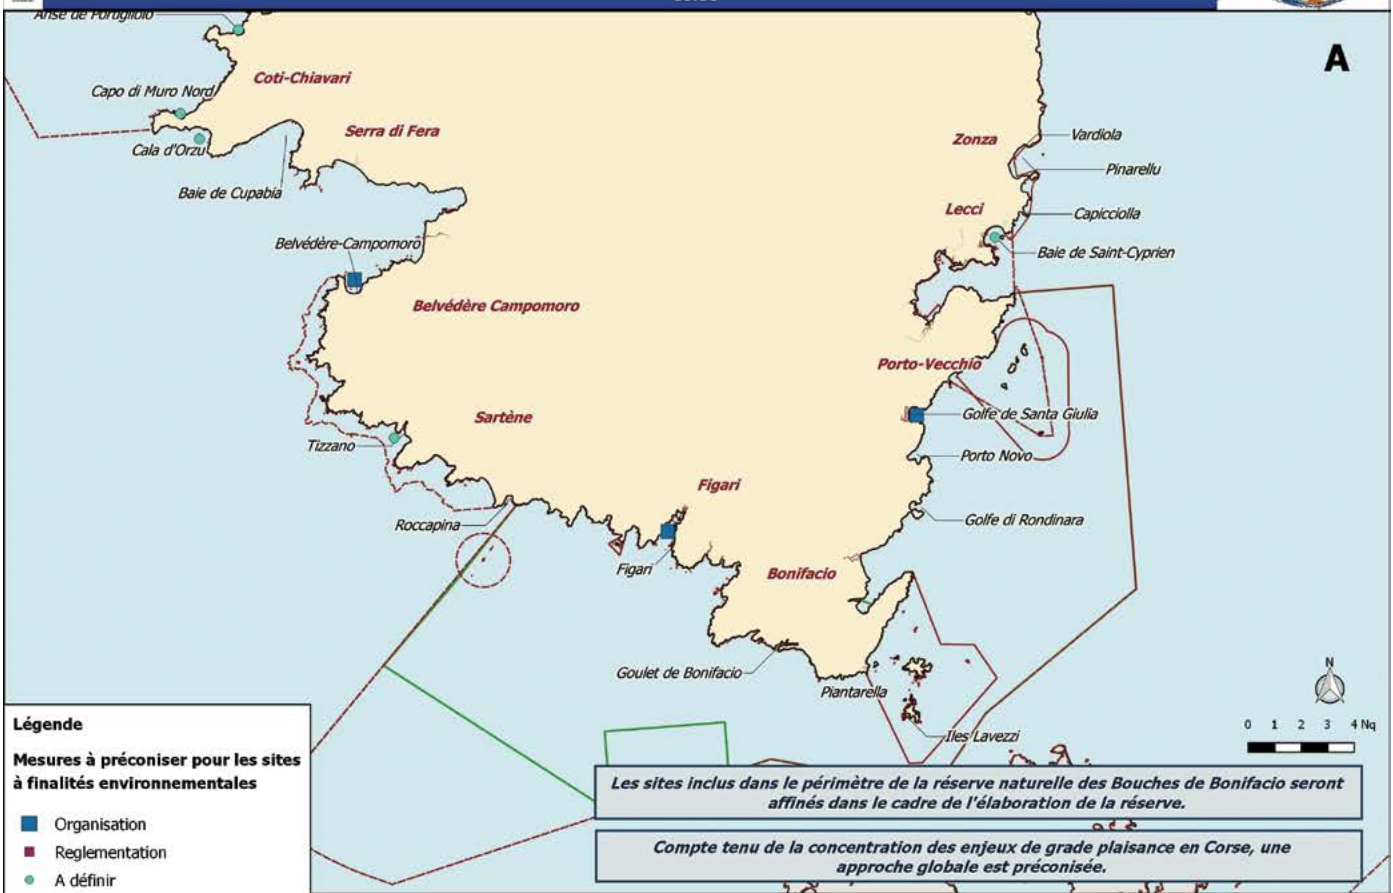 Anse de Portigliolo
A
Coti-Chiavari
Capo di Muro Nord
Serra di Fera
Zonza
Vardiola
Cala d'Orzu
Pinarellu
Baie de Cupabia
Lecci
Capicciolla
Belvédère-Campomoro
Baie de Saint-Cyprien
Belvédère Campomoro
Porto-Vecchio
Sartène
Golfe de Santa Giulia
Tizzano
Porto Novo
Figari
Roccapina
Golfe di Rondinara
Figari
Bonifacio
Goulet de Bonifacio
Piantarella
Iles Lavezzi
N
0 1 2 3 4 Nq
Légende
Mesures à préconiser pour les sites
à finalités environnementales
Organisation
Reglementation
A définir
Les sites inclus dans le périmètre de la réserve naturelle des Bouches de Bonifacio seront
affinés dans le cadre de l'élaboration de la réserve.
Compte tenu de la concentration des enjeux de grade plaisance en Corse, une
approche globale est préconisée.